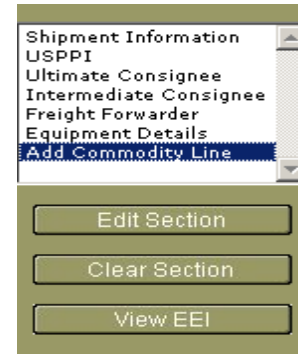 Shipment Information
USPPI
Ultimate Consignee
Intermediate Consignee
Freight Forwarder
Equipment Details
Add Commodity Line
Edit Section
Clear Section
View EEI